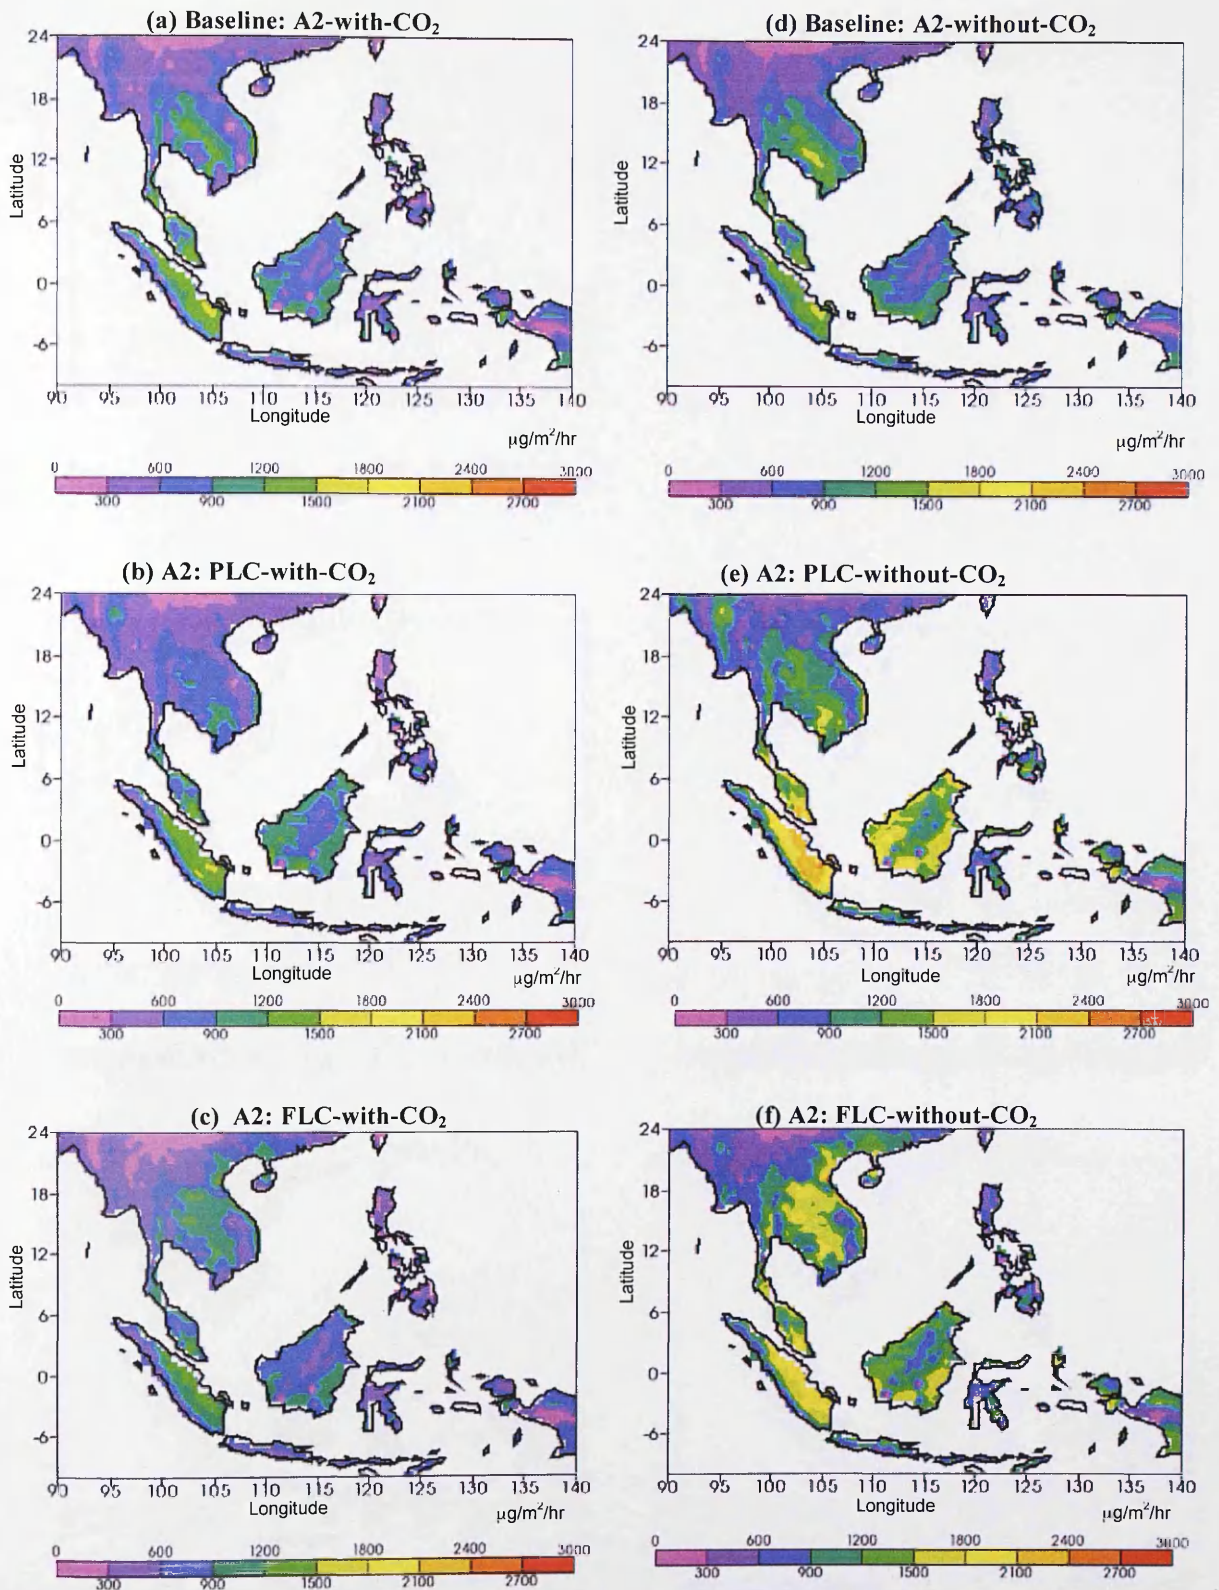 (a) Baseline: A2-with-CO₂
24
18
12
6
0
-6
Latitude
90 95 100 105 110 115 120 125 130 135 140
Longitude
µg/m²/hr
0 600 1200 1800 2400 3000
300 900 1500 2100 2700
(d) Baseline: A2-without-CO₂
24
18
12
6
0
-6
Latitude
90 95 100 105 110 115 120 125 130 135 140
Longitude
µg/m²/hr
0 600 1200 1800 2400 3000
300 900 1500 2100 2700
(b) A2: PLC-with-CO₂
24
18
12
6
0
-6
Latitude
90 95 100 105 110 115 120 125 130 135 140
Longitude
µg/m²/hr
0 600 1200 1800 2400 3000
300 900 1500 2100 2700
(e) A2: PLC-without-CO₂
24
18
12
6
0
-6
Latitude
90 95 100 105 110 115 120 125 130 135 140
Longitude
µg/m²/hr
0 600 1200 1800 2400 3000
300 900 1500 2100 2700
(c) A2: FLC-with-CO₂
24
18
12
6
0
-6
Latitude
90 95 100 105 110 115 120 125 130 135 140
Longitude
µg/m²/hr
0 600 1200 1800 2400 3000
300 900 1500 2100 2700
(f) A2: FLC-without-CO₂
24
18
12
6
0
-6
Latitude
90 95 100 105 110 115 120 125 130 135 140
Longitude
µg/m²/hr
0 600 1200 1800 2400 3000
300 900 1500 2100 2700